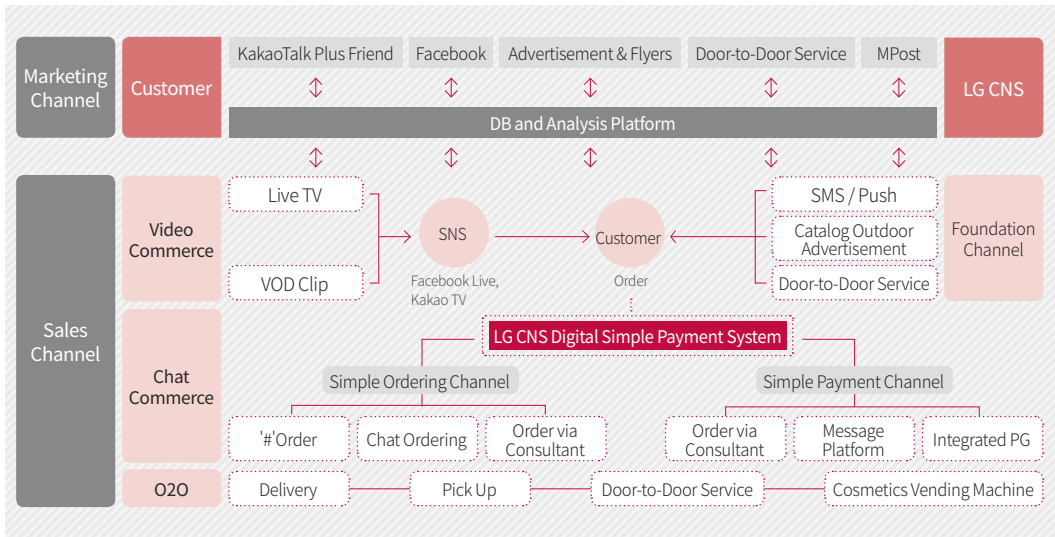 Marketing
Channel
Customer
KakaoTalk Plus Friend
Facebook
Advertisement & Flyers
Door-to-Door Service
MPost
LG CNS
DB and Analysis Platform
Sales
Channel
Video
Commerce
Live TV
VOD Clip
SNS
Facebook Live,
Kakao TV
Customer
Order
SMS / Push
Catalog Outdoor
Advertisement
Door-to-Door Service
Foundation
Channel
Chat
Commerce
LG CNS Digital Simple Payment System
Simple Ordering Channel
Simple Payment Channel
'#'Order
Chat Ordering
Order via
Consultant
Order via
Consultant
Message
Platform
Integrated PG
O2O
Delivery
Pick Up
Door-to-Door Service
Cosmetics Vending Machine